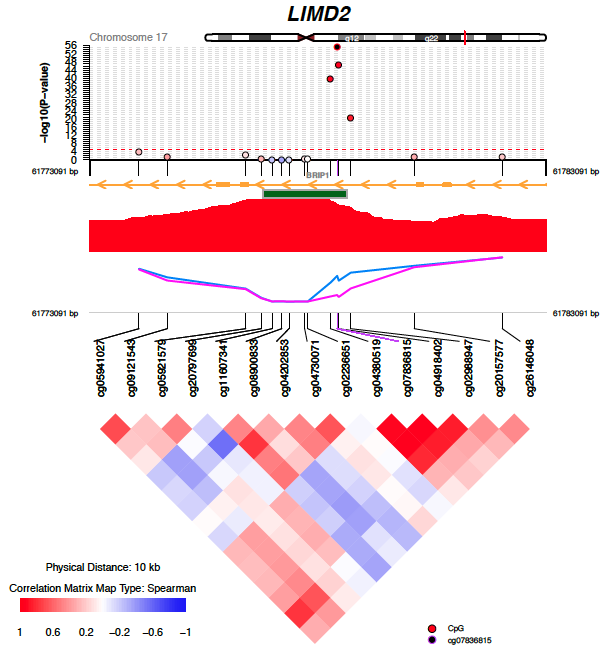 LIMD2
Chromosome 17
q12
q22
−log10(P−value)
56
52
48
44
40
36
32
28
24
20
16
12
8
4
0
61773091 bp
61783091 bp
BRIP1
61773091 bp
61783091 bp
cg05941027
cg09121543
cg05921579
cg20797699
cg11607341
cg08900833
cg04202853
cg04730071
cg02236651
cg04380519
cg07836815
cg04918402
cg02988947
cg20157577
cg26146048
Physical Distance: 10 kb
Correlation Matrix Map Type: Spearman
1 0.6 0.2 −0.2 −0.6 −1
CpG
cg07836815